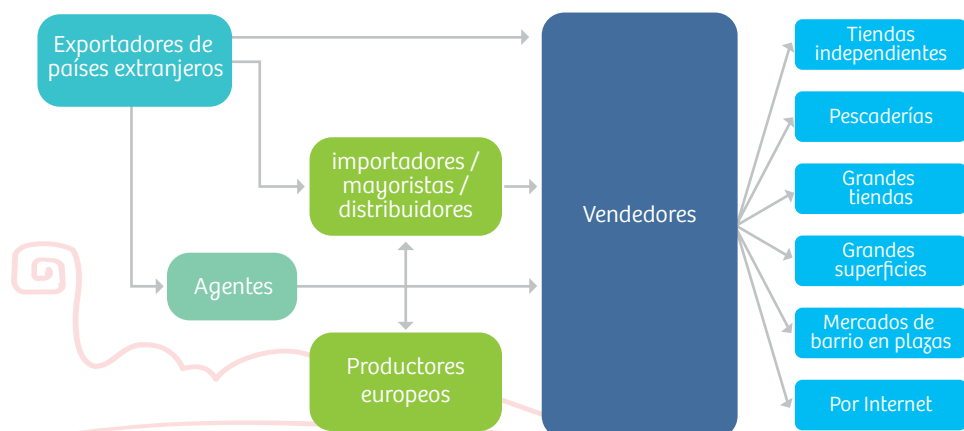 Exportadores de
países extranjeros
importadores /
mayoristas /
distribuidores
Agentes
Productores
europeos
Vendedores
Tiendas
independientes
Pescaderías
Grandes
tiendas
Grandes
superficies
Mercados de
barrio en plazas
Por Internet